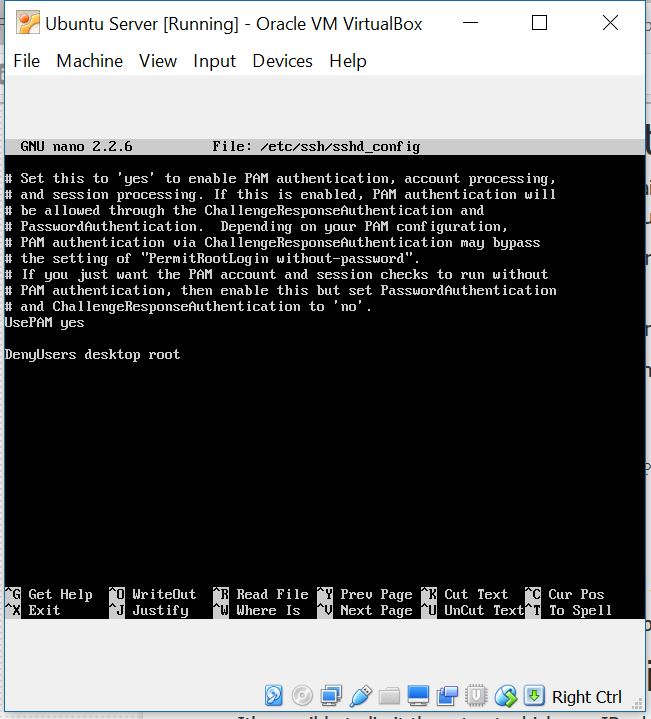 Ubuntu Server [Running] - Oracle VM VirtualBox
File Machine View Input Devices Help
GNU nano 2.2.6 File: /etc/ssh/sshd_config
# Set this to 'yes' to enable PAM authentication, account processing,
# and session processing. If this is enabled, PAM authentication will
# be allowed through the ChallengeResponseAuthentication and
# PasswordAuthentication.  Depending on your PAM configuration,
# PAM authentication via ChallengeResponseAuthentication may bypass
# the setting of "PermitRootLogin without-password".
# If you just want the PAM account and session checks to run without
# PAM authentication, then enable this but set PasswordAuthentication
# and ChallengeResponseAuthentication to 'no'.
UsePAM yes
DenyUsers desktop root
^G Get Help ^O WriteOut ^R Read File ^Y Prev Page ^K Cut Text ^C Cur Pos
^X Exit ^J Justify ^W Where Is ^V Next Page ^U UnCut Text ^T To Spell
Right Ctrl